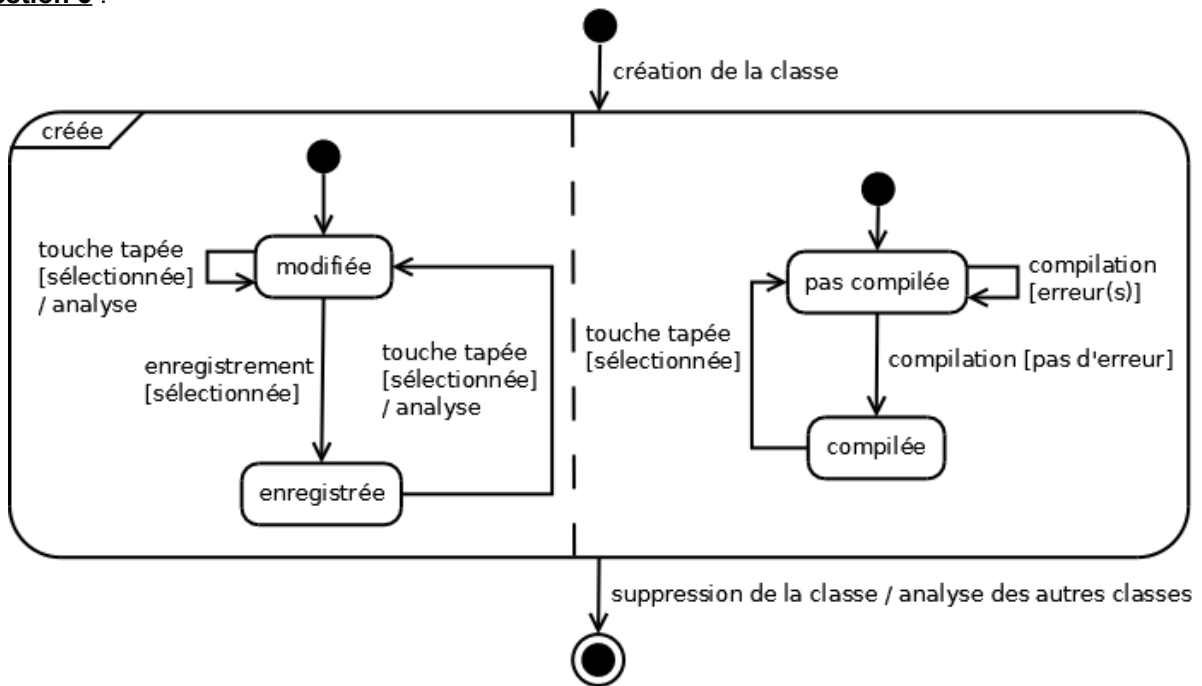 création de la classe
créée
touche tapée
[sélectionnée]
/ analyse
modifiée
enregistrement
[sélectionnée]
touche tapée
[sélectionnée]
/ analyse
enregistrée
pas compilée
compilation
[erreur(s)]
touche tapée
[sélectionnée]
compilation [pas d'erreur]
compilée
suppression de la classe / analyse des autres classes